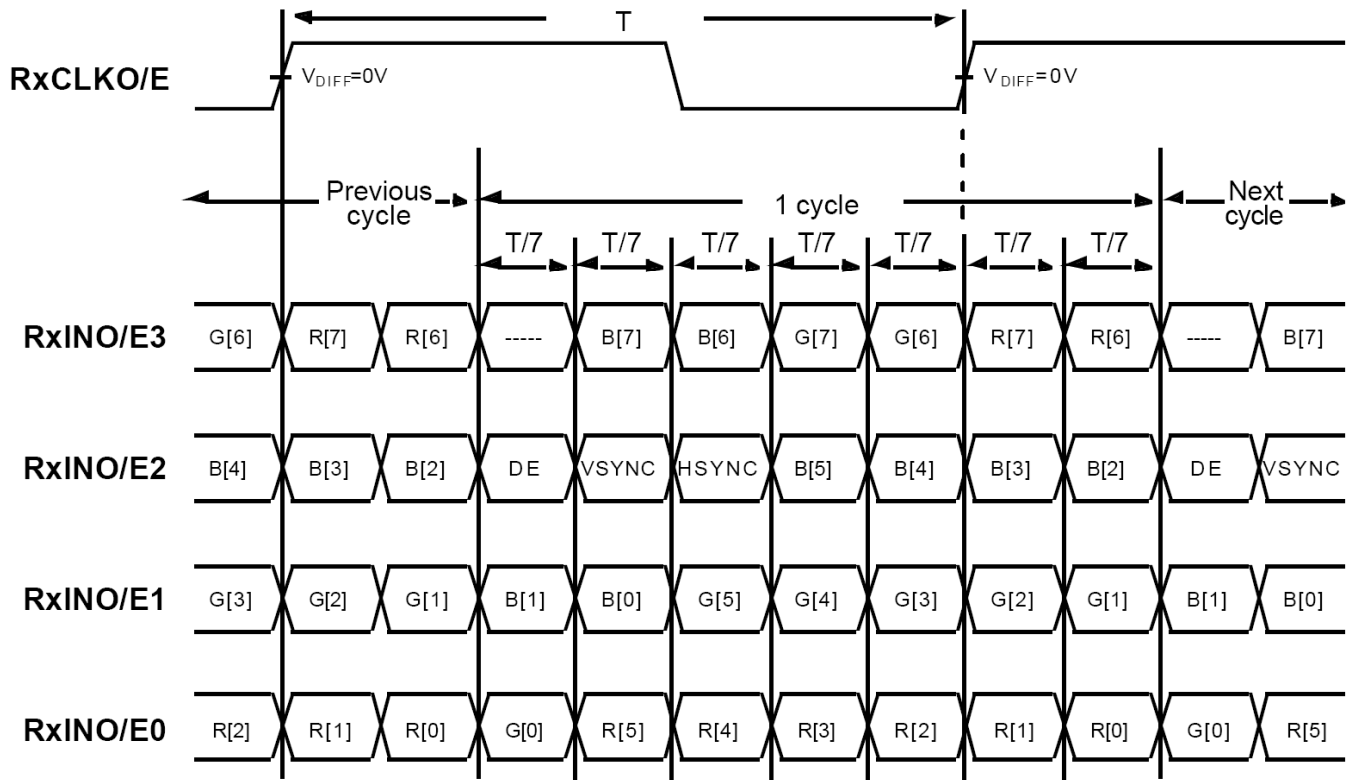 T
RxCLKO/E
VDIFF=0V VDIFF=0V
Previous cycle 1 cycle Next cycle
T/7 T/7 T/7 T/7 T/7 T/7 T/7
RxINO/E3 G[6] R[7] R[6] ----- B[7] B[6] G[7] G[6] R[7] R[6] ----- B[7]
RxINO/E2 B[4] B[3] B[2] DE VSYNC HSYNC B[5] B[4] B[3] B[2] DE VSYNC
RxINO/E1 G[3] G[2] G[1] B[1] B[0] G[5] G[4] G[3] G[2] G[1] B[1] B[0]
RxINO/E0 R[2] R[1] R[0] G[0] R[5] R[4] R[3] R[2] R[1] R[0] G[0] R[5]